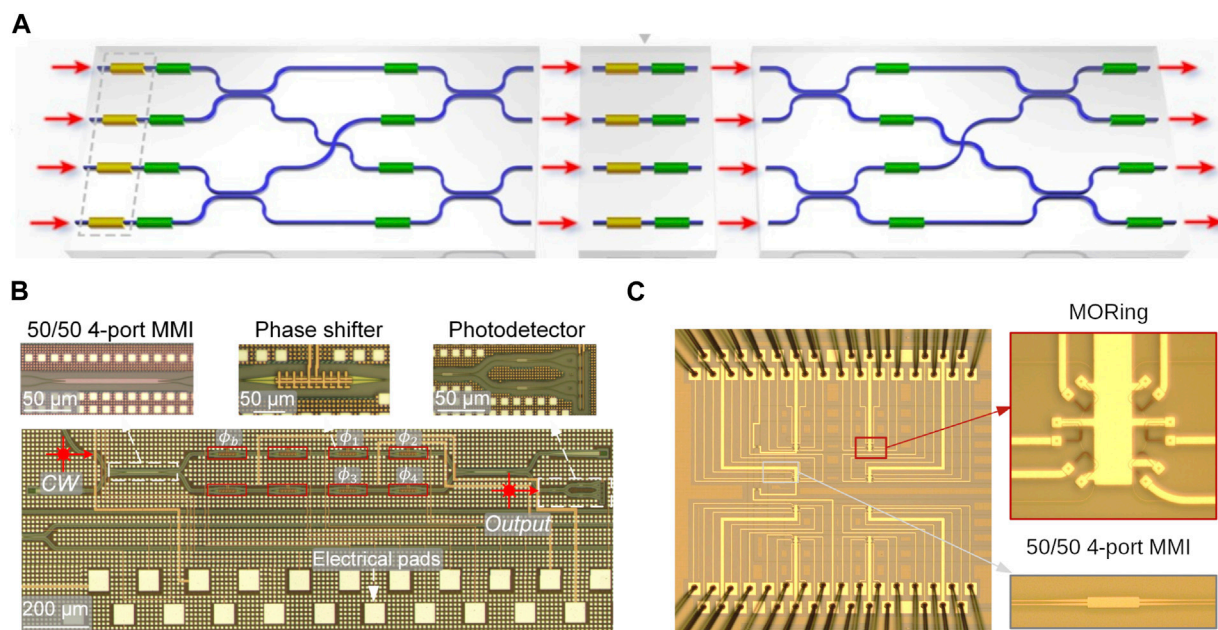 A
B
50/50 4-port MMI
Phase shifter
Photodetector
50 µm
50 µm
50 µm
ϕb
ϕ1
ϕ2
CW
ϕ3
ϕ4
Output
Electrical pads
200 µm
C
MORing
50/50 4-port MMI